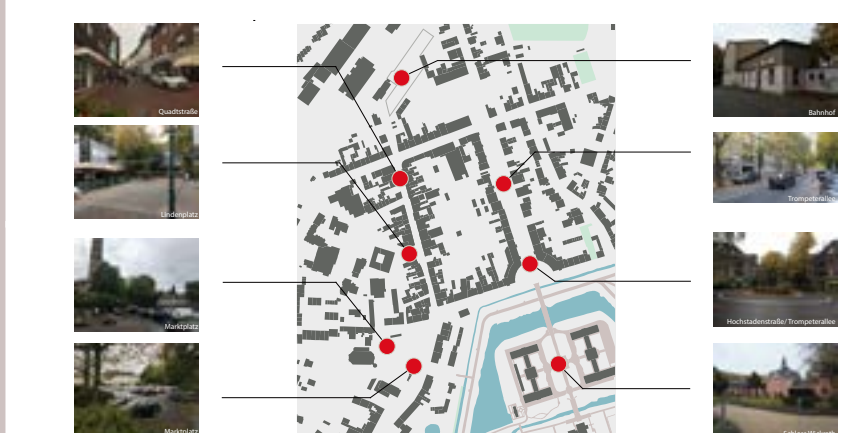 Quadtstraße
Lindenplatz
Marktplatz
Marktplatz
Bahnhof
Trompeterallee
Hochstadenstraße/ Trompeterallee